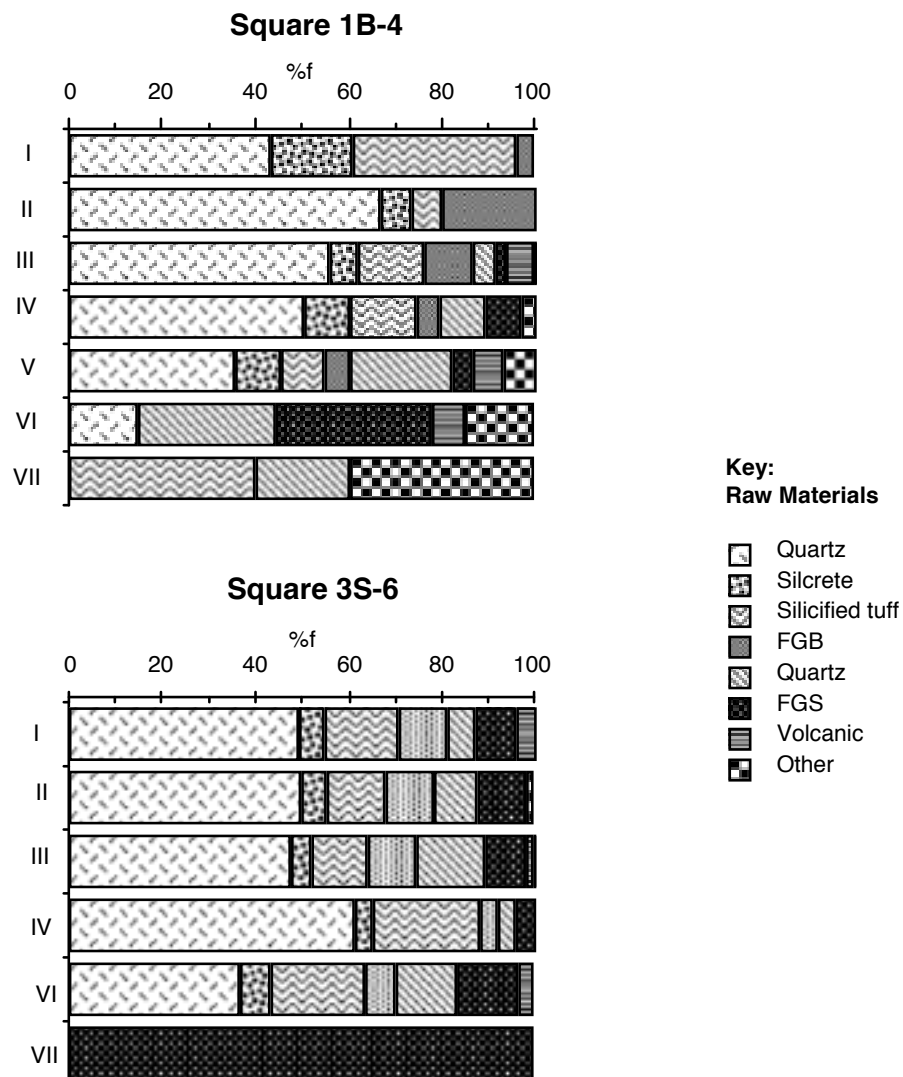 Square 1B-4
%f
0 20 40 60 80 100
I
II
III
IV
V
VI
VII
Square 3S-6
%f
0 20 40 60 80 100
I
II
III
IV
VI
VII
Key:
Raw Materials
Quartz
Silcrete
Silicified tuff
FGB
Quartz
FGS
Volcanic
Other